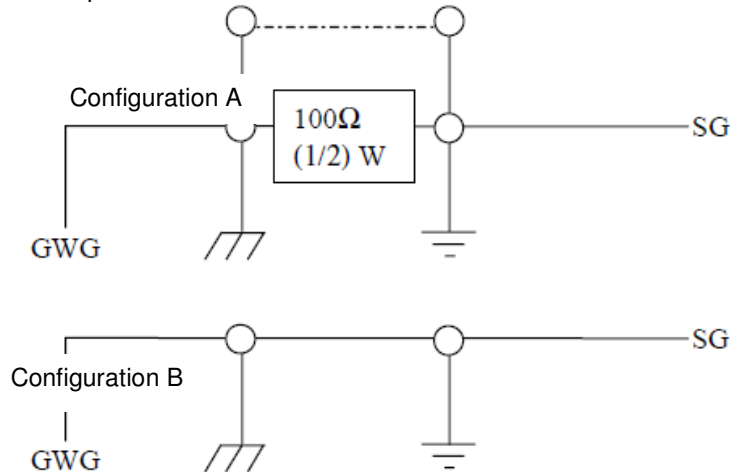 Configuration A
100Ω
(1/2) W
SG
GWG
SG
Configuration B
GWG